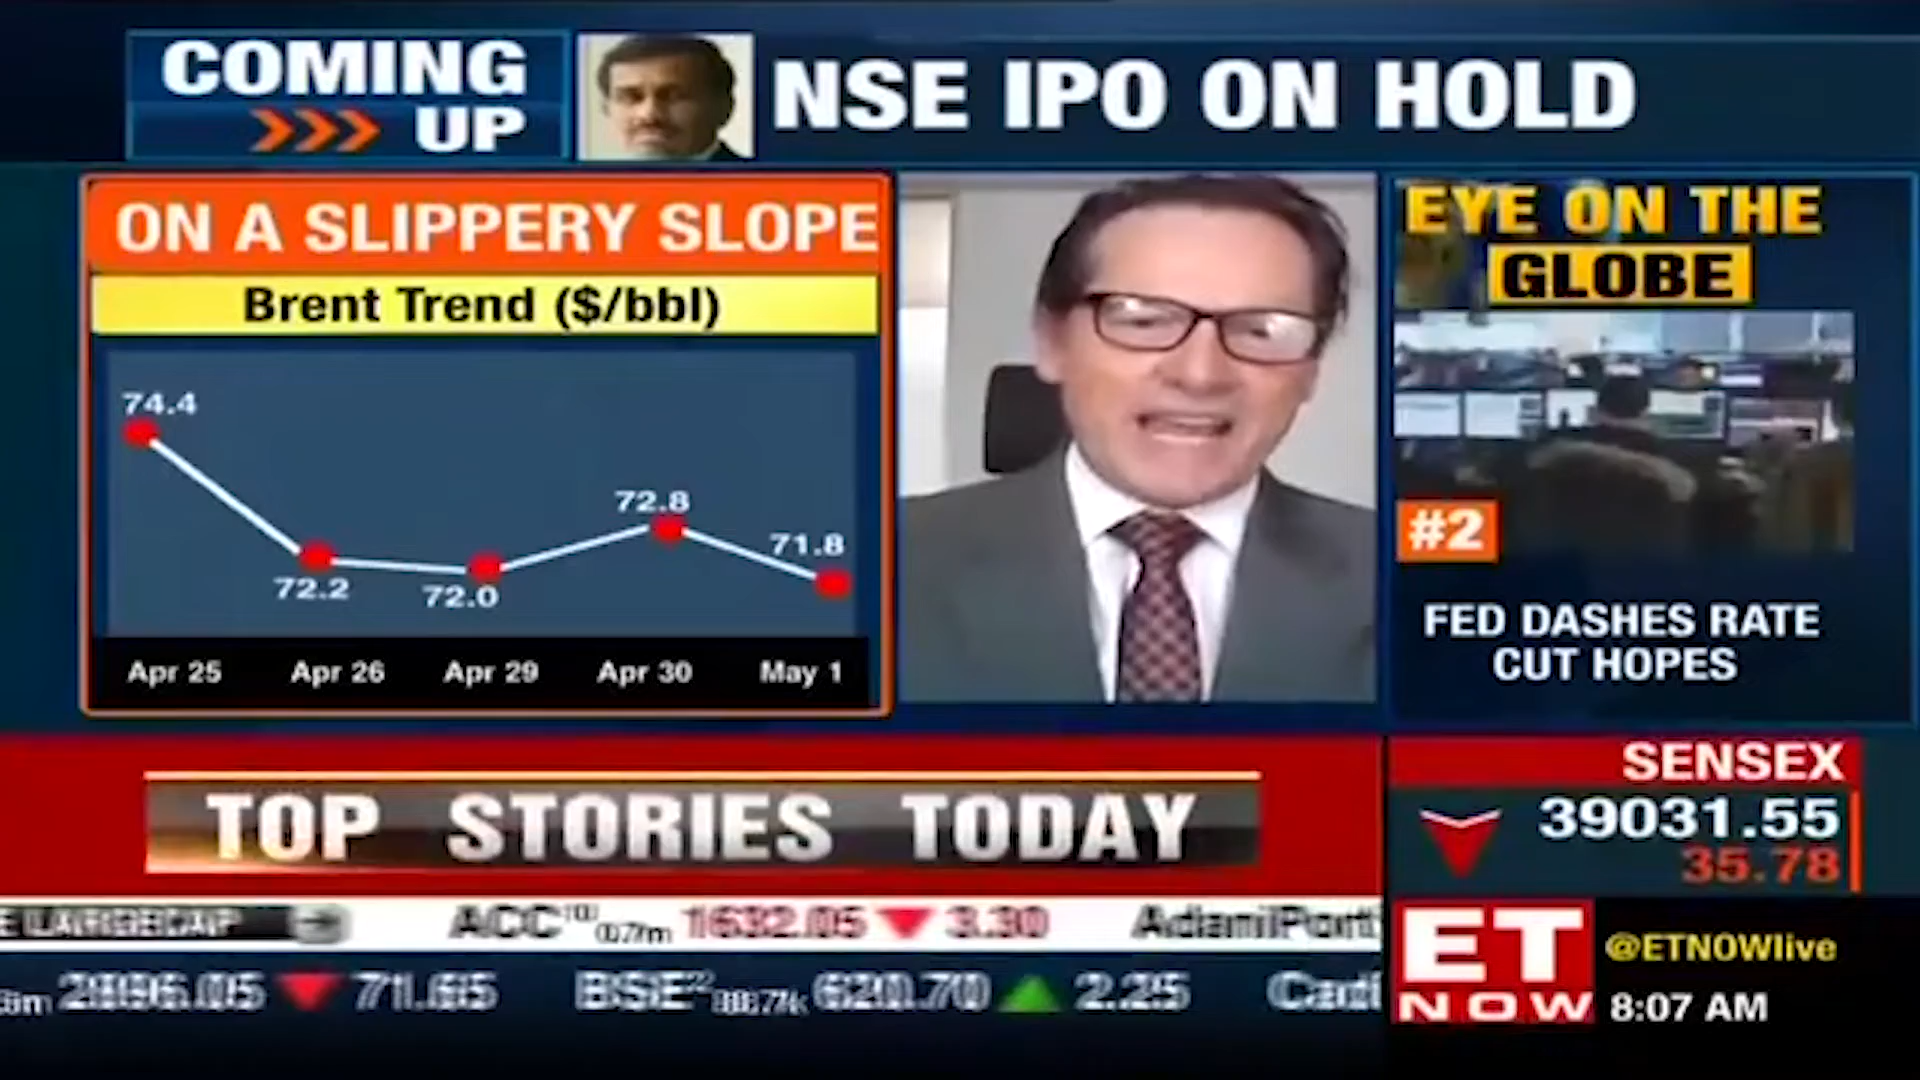 COMING
UP
NSE IPO ON HOLD
ON A SLIPPERY SLOPE
Brent Trend ($/bbl)
74.4
72.2
72.0
72.8
71.8
Apr 25 Apr 26 Apr 29 Apr 30 May 1
EYE ON THE
GLOBE
#2
FED DASHES RATE
CUT HOPES
TOP STORIES TODAY
SENSEX
39031.55
35.78
E LARGECAP
ACC 1632.05 3.30 AdaniPort
71.65 BSE 620.70 2.25
ET
NOW
@ETNOWlive
8:07 AM